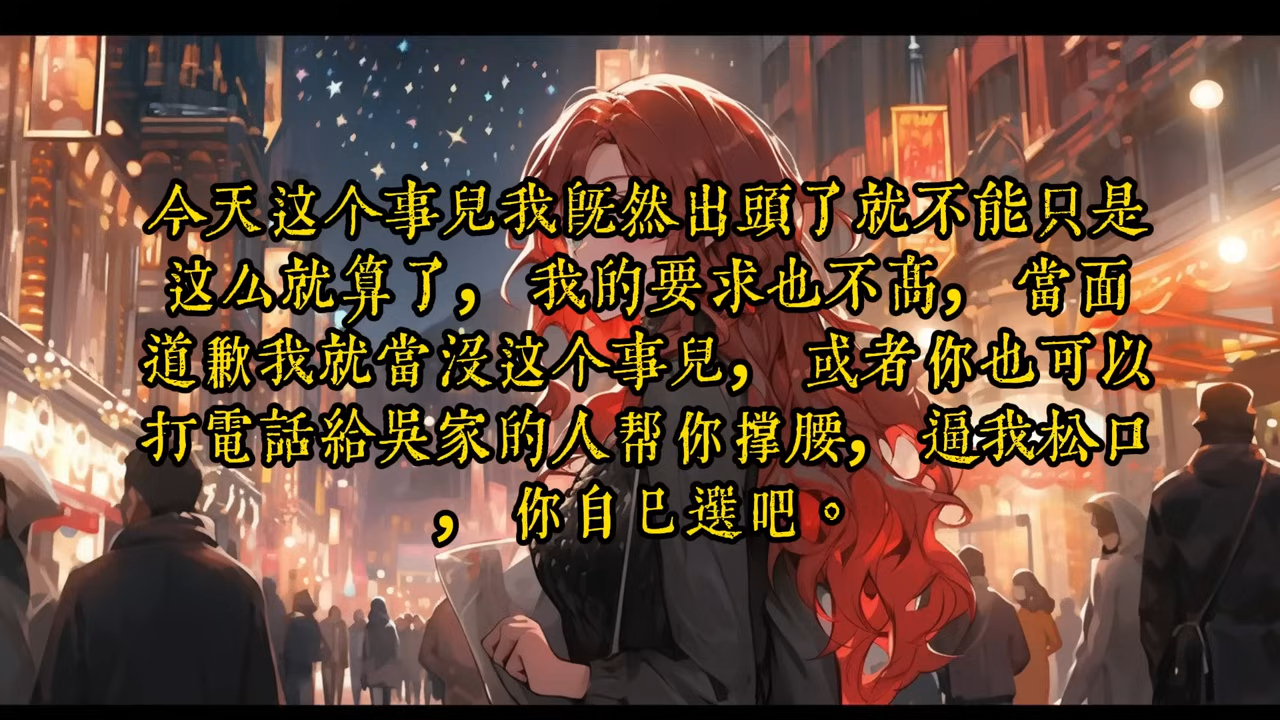 今天这个事兒我既然出頭了就不能只是
这么就算了， 我的要求也不高， 當面
道歉我就當没这个事兒， 或者你也可以
打電話給吳家的人帮你撑腰， 逼我松口
， 你自已選吧。